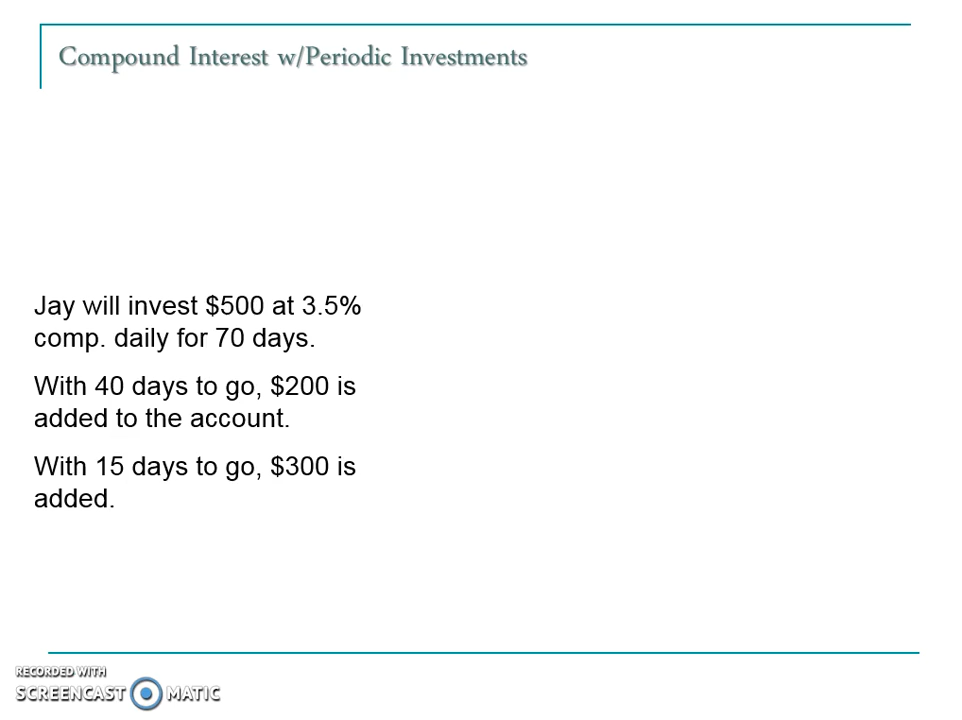 Compound Interest w/Periodic Investments
Jay will invest $500 at 3.5%
comp. daily for 70 days.
With 40 days to go, $200 is
added to the account.
With 15 days to go, $300 is
added.
RECORDED WITH
SCREENCAST MATIC